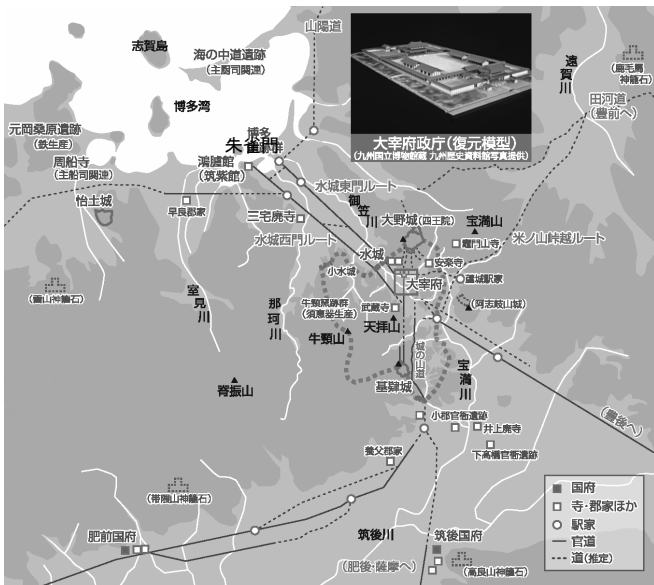 志賀島
海の中道遺跡
（主厨司関連）
山陽道
遠賀川
（鹿毛馬
神籠石）
田河道
（豊前へ）
博多湾
大宰府政庁（復元模型）
（九州国立博物館蔵 九州歴史資料館写真提供）
元岡桑原遺跡
（鉄生産）
周船寺
（主船司関連）
怡土城
博多
朱雀門
鴻臚館
（筑紫館）
早良郡家
三宅廃寺
水城東門ルート
水城西門ルート
御笠川
大野城（四王院）
宝満山
竈門山寺
米ノ山峠越ルート
水城
小水城
安楽寺
大宰府
蘆城駅家
（阿志岐山城）
（雷山神籠石）
室見川
那珂川
牛頸窯跡群
（須恵器生産）
武蔵寺
天拝山
牛頸山
城の山道
基肄城
宝満川
脊振山
（豊後へ）
小郡官衙遺跡
井上廃寺
下高橋官衙遺跡
養父郡家
（帯隈山神籠石）
肥前国府
筑後川
（肥後・薩摩へ）
筑後国府
（高良山神籠石）
国府
寺・郡家ほか
駅家
官道
道（推定）